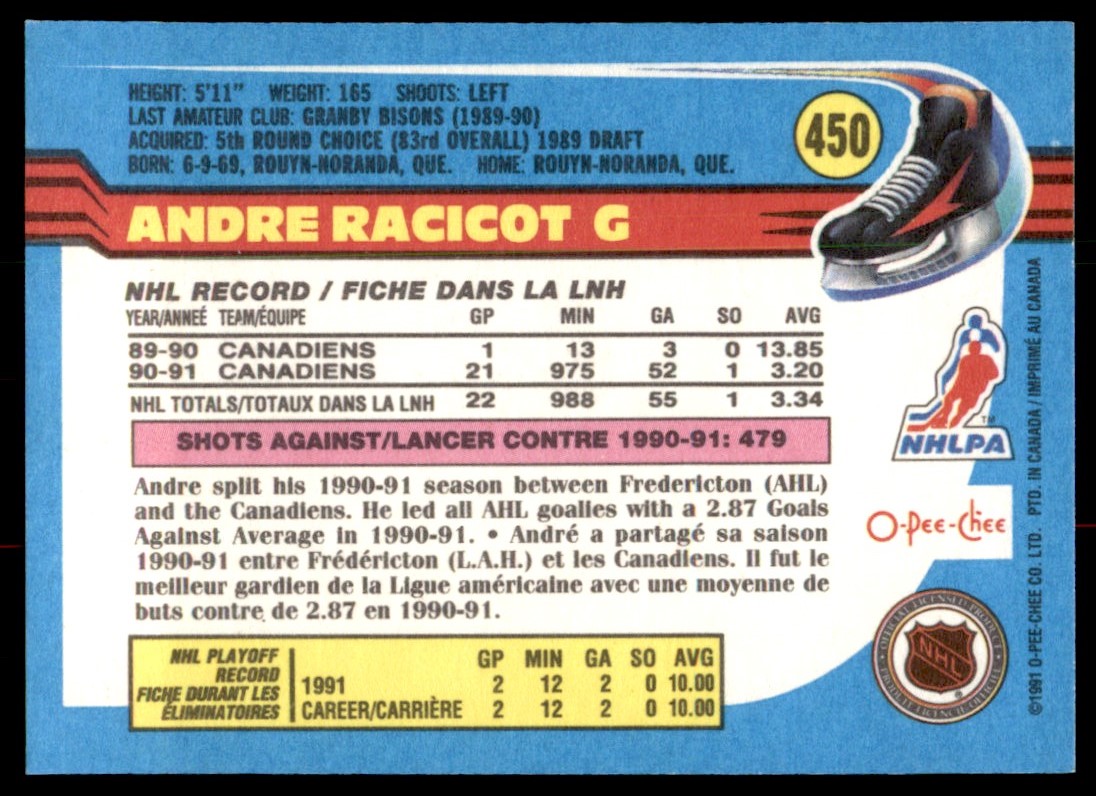 HEIGHT: 5'11" WEIGHT: 165 SHOOTS: LEFT
LAST AMATEUR CLUB: GRANBY BISONS (1989-90)
ACQUIRED: 5th ROUND CHOICE (83rd OVERALL) 1989 DRAFT
BORN: 6-9-69, ROUYN-NORANDA, QUE. HOME: ROUYN-NORANDA, QUE.
450
ANDRE RACICOT G
NHL RECORD / FICHE DANS LA LNH
YEAR/ANNEÉ TEAM/ÉQUIPE GP MIN GA SO AVG
89-90 CANADIENS 1 13 3 0 13.85
90-91 CANADIENS 21 975 52 1 3.20
NHL TOTALS/TOTAUX DANS LA LNH 22 988 55 1 3.34
SHOTS AGAINST/LANCER CONTRE 1990-91: 479
Andre split his 1990-91 season between Fredericton (AHL)
and the Canadiens. He led all AHL goalies with a 2.87 Goals
Against Average in 1990-91. • André a partagé sa saison
1990-91 entre Frédéricton (L.A.H.) et les Canadiens. Il fut le
meilleur gardien de la Ligue américaine avec une moyenne de
buts contre de 2.87 en 1990-91.
NHL PLAYOFF
RECORD
FICHE DURANT LES
ÉLIMINATOIRES
GP MIN GA SO AVG
1991 2 12 2 0 10.00
CAREER/CARRIÈRE 2 12 2 0 10.00
TM
NHLPA
O-Pee-Chee
OFFICIAL LICENSED PRODUCT
NHL
®
PRODUIT LICENCIÉ OFFICIEL
©1991 O-PEE-CHEE CO. LTD. PTD. IN CANADA / IMPRIMÉ AU CANADA